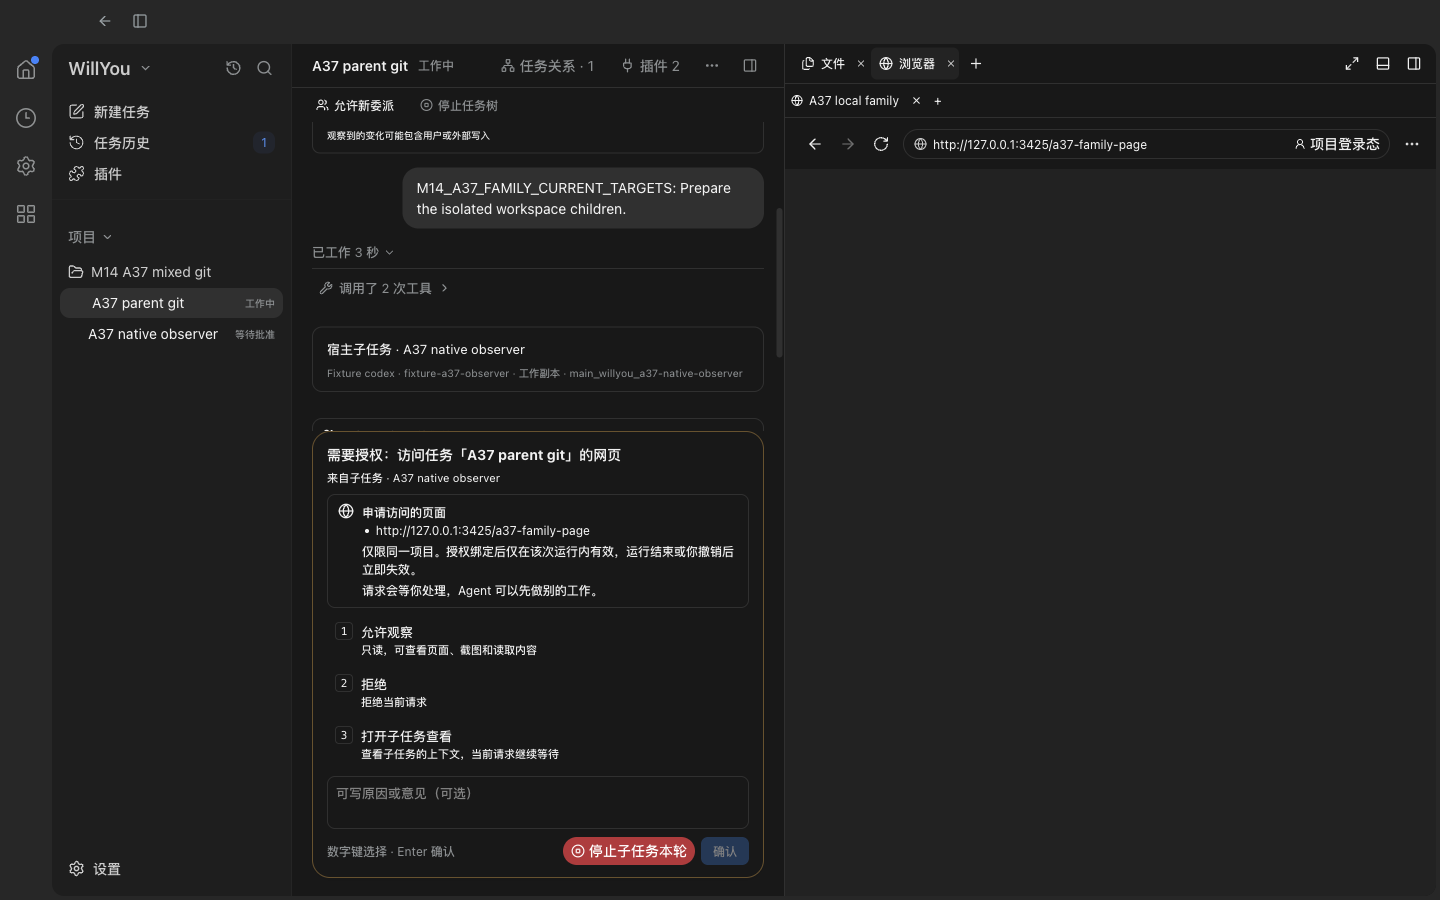 WillYou
新建任务
任务历史
1
插件
项目
M14 A37 mixed git
A37 parent git
工作中
A37 native observer
等待批准
设置
A37 parent git
工作中
任务关系 · 1
插件 2
允许新委派
停止任务树
观察到的变化可能包含用户或外部写入
M14_A37_FAMILY_CURRENT_TARGETS: Prepare
the isolated workspace children.
已工作 3 秒
调用了 2 次工具
宿主子任务 · A37 native observer
Fixture codex · fixture-a37-observer · 工作副本 · main_willyou_a37-native-observer
需要授权：访问任务「A37 parent git」的网页
来自子任务 · A37 native observer
申请访问的页面
• http://127.0.0.1:3425/a37-family-page
仅限同一项目。授权绑定后仅在该次运行内有效，运行结束或你撤销后
立即失效。
请求会等你处理，Agent 可以先做别的工作。
1 允许观察
只读，可查看页面、截图和读取内容
2 拒绝
拒绝当前请求
3 打开子任务查看
查看子任务的上下文，当前请求继续等待
可写原因或意见（可选）
数字键选择 · Enter 确认
停止子任务本轮
确认
文件
浏览器
A37 local family
http://127.0.0.1:3425/a37-family-page
项目登录态